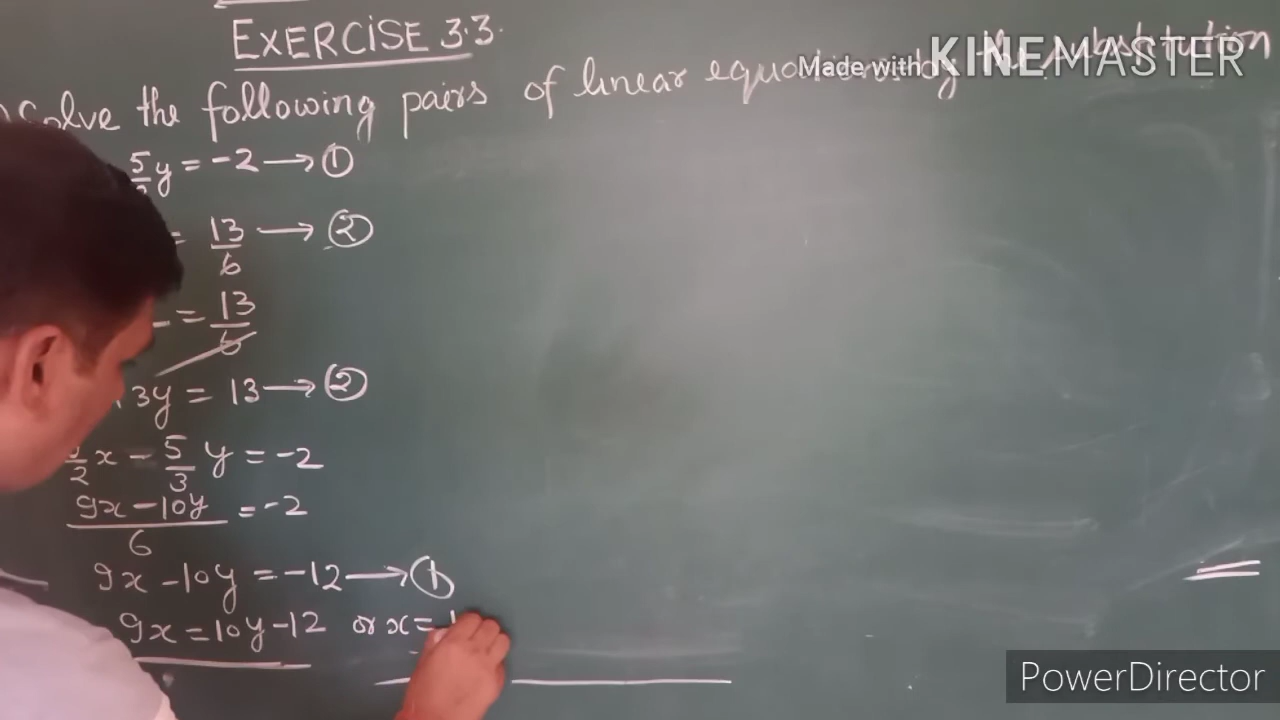 EXERCISE 3.3.
Solve the following pairs of linear equations by the substitution
Made with KINEMASTER
5/3 y = -2 → ①
= 13/6 → ②
= 13/6
3y = 13 → ②
3/2 x - 5/3 y = -2
9x - 10y / 6 = -2
9x - 10y = -12 → ①
9x = 10y - 12 or x = 1
PowerDirector